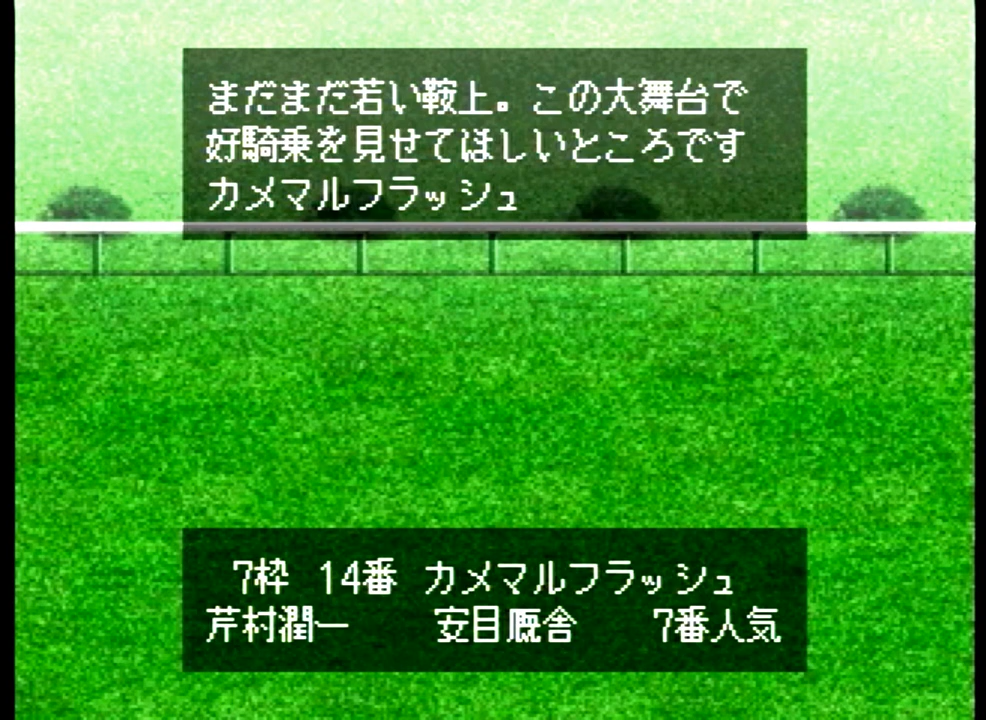 まだまだ若い鞍上。この大舞台で
好騎乗を見せてほしいところです
カメマルフラッシュ
7枠 14番 カメマルフラッシュ
芹村潤一 安目厩舎 7番人気